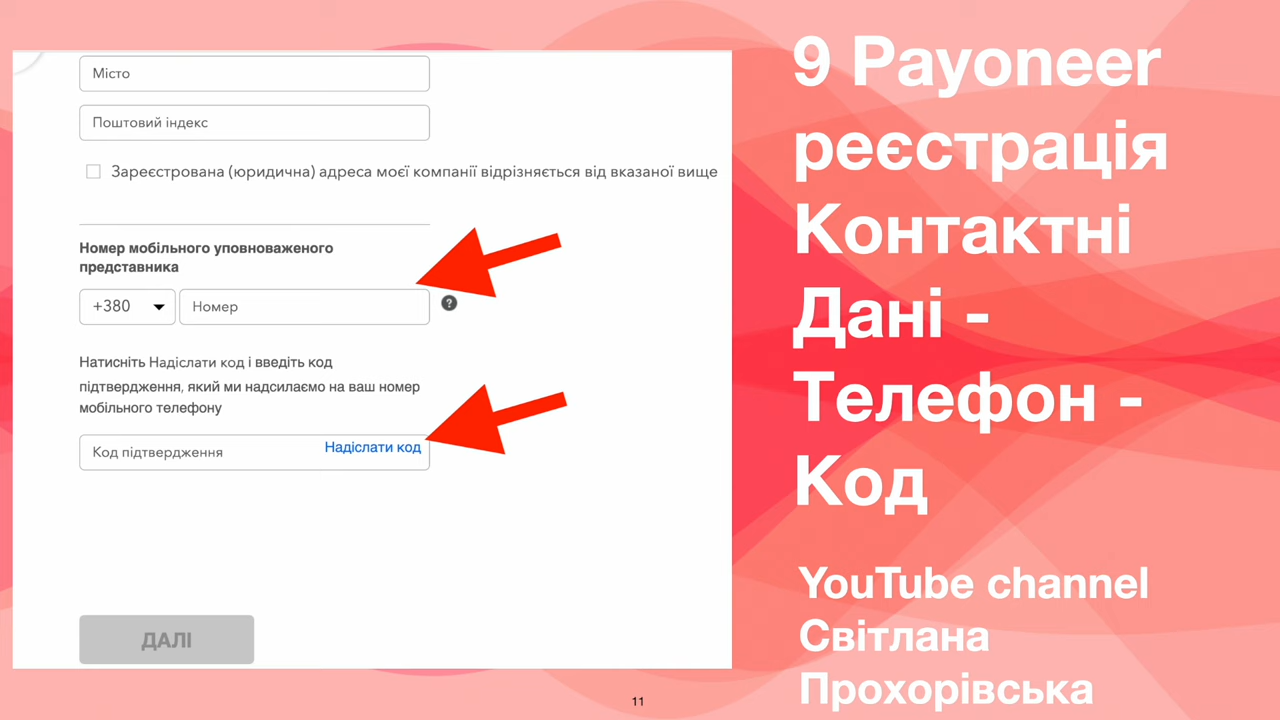 Місто
Поштовий індекс
Зареєстрована (юридична) адреса моєї компанії відрізняється від вказаної вище
Номер мобільного уповноваженого
представника
+380
Номер
?
Натисніть Надіслати код і введіть код
підтвердження, який ми надсилаємо на ваш номер
мобільного телефону
Код підтвердження
Надіслати код
ДАЛІ
9 Payoneer
реєстрація
Контактні
Дані -
Телефон -
Код
YouTube channel
Світлана
Прохорівська
11